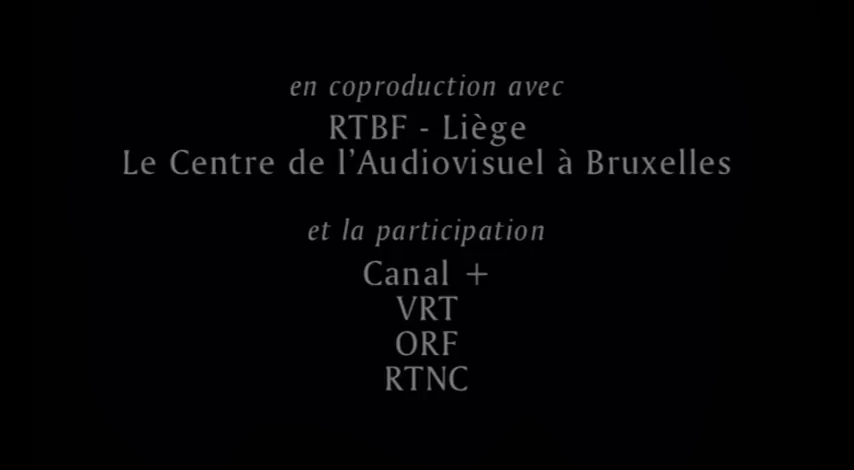 en coproduction avec
RTBF - Liège
Le Centre de l'Audiovisuel à Bruxelles
et la participation
Canal +
VRT
ORF
RTNC